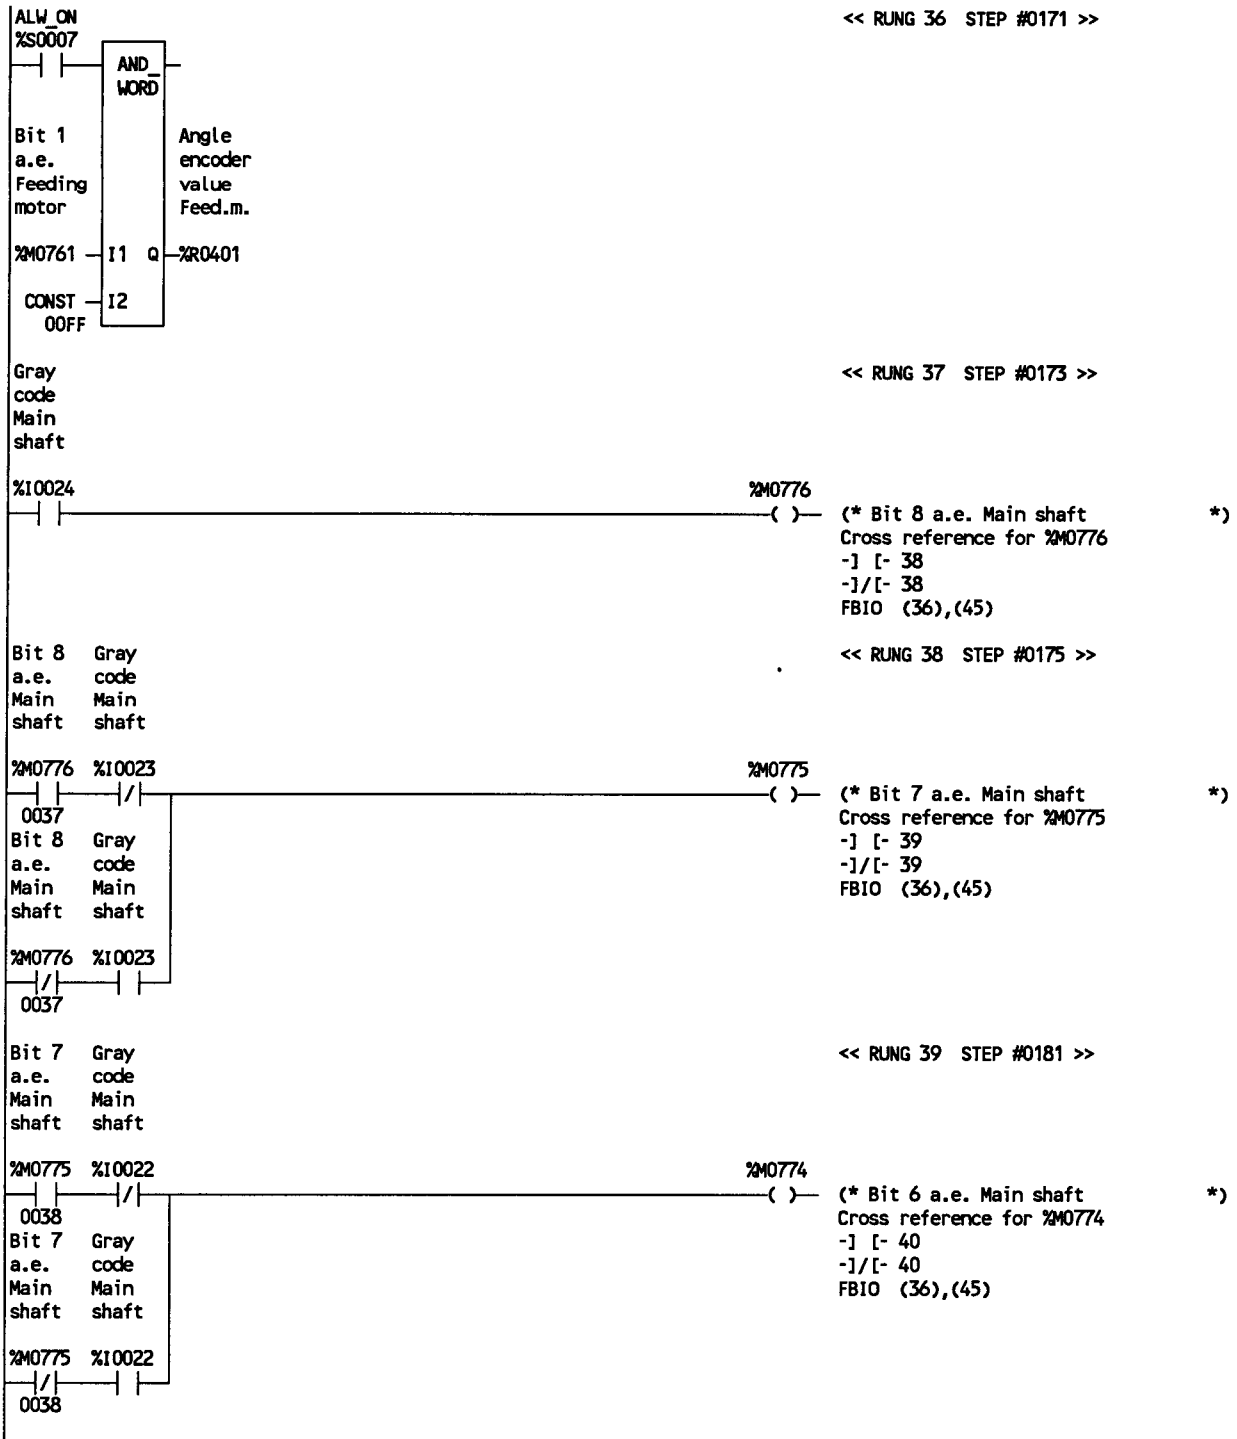 ALW_ON << RUNG 36 STEP #0171 >>
%S0007
AND_
WORD
Bit 1 Angle
a.e. encoder
Feeding value
motor Feed.m.
%M0761 I1 Q %R0401
CONST I2
00FF
Gray << RUNG 37 STEP #0173 >>
code
Main
shaft
%I0024 %M0776
( ) (* Bit 8 a.e. Main shaft *)
Cross reference for %M0776
-] [- 38
-]/[- 38
FBIO (36),(45)
Bit 8 Gray << RUNG 38 STEP #0175 >>
a.e. code
Main Main
shaft shaft
%M0776 %I0023 %M0775
/ ( ) (* Bit 7 a.e. Main shaft *)
0037 Cross reference for %M0775
Bit 8 Gray -] [- 39
a.e. code -]/[- 39
Main Main FBIO (36),(45)
shaft shaft
%M0776 %I0023
/
0037
Bit 7 Gray << RUNG 39 STEP #0181 >>
a.e. code
Main Main
shaft shaft
%M0775 %I0022 %M0774
/ ( ) (* Bit 6 a.e. Main shaft *)
0038 Cross reference for %M0774
Bit 7 Gray -] [- 40
a.e. code -]/[- 40
Main Main FBIO (36),(45)
shaft shaft
%M0775 %I0022
/
0038